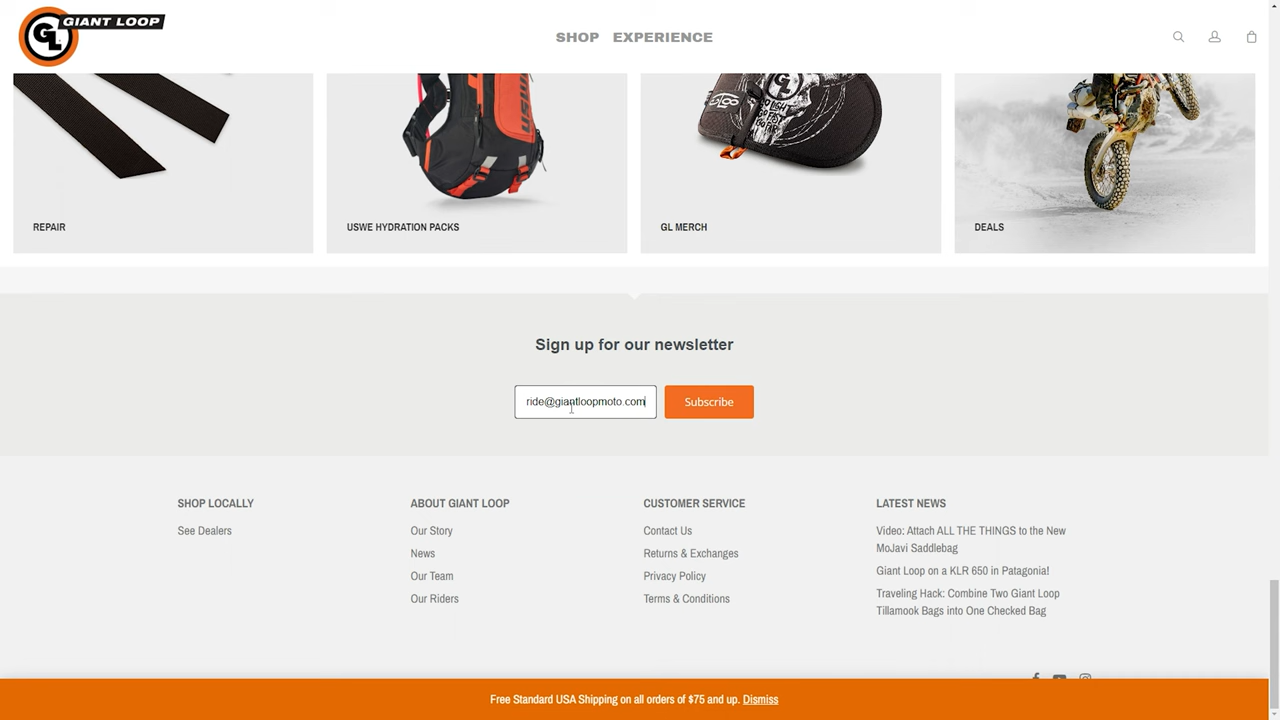 GIANT LOOP
GL
SHOP EXPERIENCE
USWE
REPAIR
USWE HYDRATION PACKS
GL MERCH
DEALS
Sign up for our newsletter
ride@giantloopmoto.com
Subscribe
SHOP LOCALLY
See Dealers
ABOUT GIANT LOOP
Our Story
News
Our Team
Our Riders
CUSTOMER SERVICE
Contact Us
Returns & Exchanges
Privacy Policy
Terms & Conditions
LATEST NEWS
Video: Attach ALL THE THINGS to the New
MoJavi Saddlebag
Giant Loop on a KLR 650 in Patagonia!
Traveling Hack: Combine Two Giant Loop
Tillamook Bags into One Checked Bag
Free Standard USA Shipping on all orders of $75 and up. Dismiss